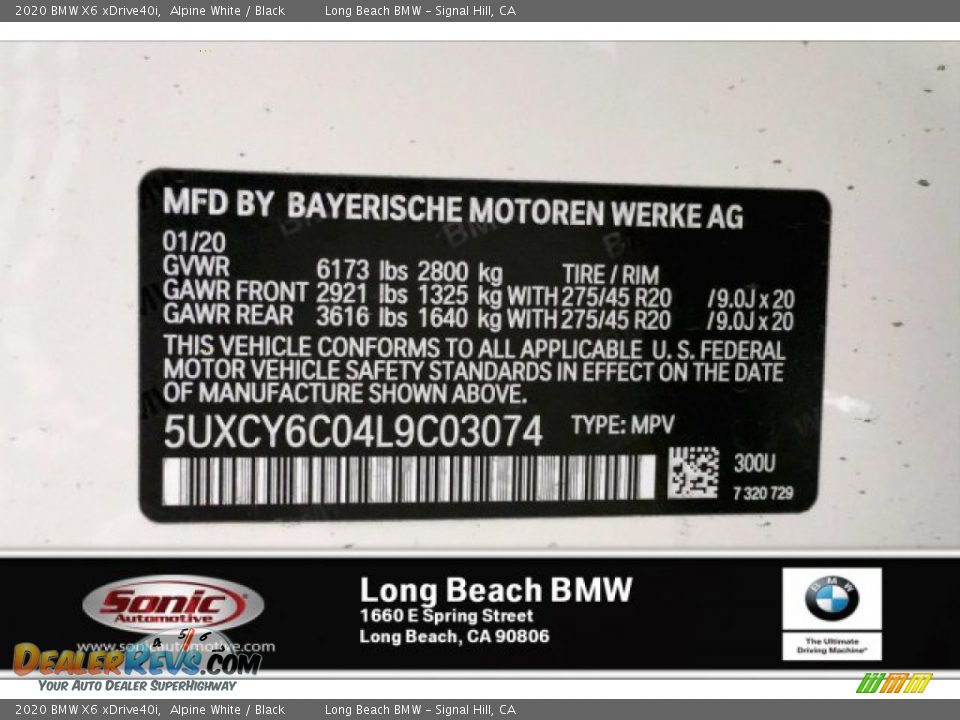 2020 BMW X6 xDrive40i, Alpine White / Black Long Beach BMW - Signal Hill, CA
MFD BY BAYERISCHE MOTOREN WERKE AG
01/20
GVWR 6173 lbs 2800 kg TIRE / RIM
GAWR FRONT 2921 lbs 1325 kg WITH 275/45 R20 /9.0J x 20
GAWR REAR 3616 lbs 1640 kg WITH 275/45 R20 /9.0J x 20
THIS VEHICLE CONFORMS TO ALL APPLICABLE U. S. FEDERAL
MOTOR VEHICLE SAFETY STANDARDS IN EFFECT ON THE DATE
OF MANUFACTURE SHOWN ABOVE.
5UXCY6C04L9C03074 TYPE: MPV
300U
7 320 729
Sonic
Automotive
www.sonicautomotive.com
Long Beach BMW
1660 E Spring Street
Long Beach, CA 90806
BMW
The Ultimate
Driving Machine®
4 5 6
DealerRevs.com
Your Auto Dealer SuperHighway
2020 BMW X6 xDrive40i, Alpine White / Black Long Beach BMW - Signal Hill, CA